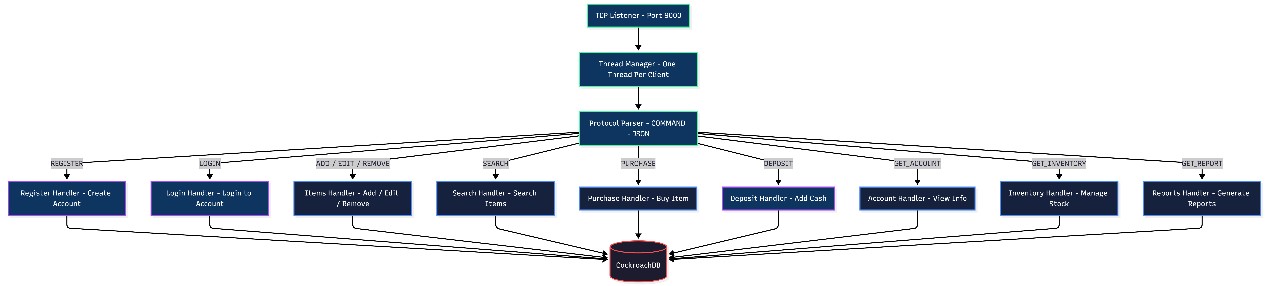 TCP Listener - Port 9000
Thread Manager - One
Thread Per Client
Protocol Parser - COMMAND
- JSON
REGISTER
LOGIN
ADD / EDIT / REMOVE
SEARCH
PURCHASE
DEPOSIT
GET_ACCOUNT
GET_INVENTORY
GET_REPORT
Register Handler - Create
Account
Login Handler - Login to
Account
Items Handler - Add / Edit
/ Remove
Search Handler - Search
Items
Purchase Handler - Buy Item
Deposit Handler - Add Cash
Account Handler - View Info
Inventory Handler - Manage
Stock
Reports Handler - Generate
Reports
CockroachDB